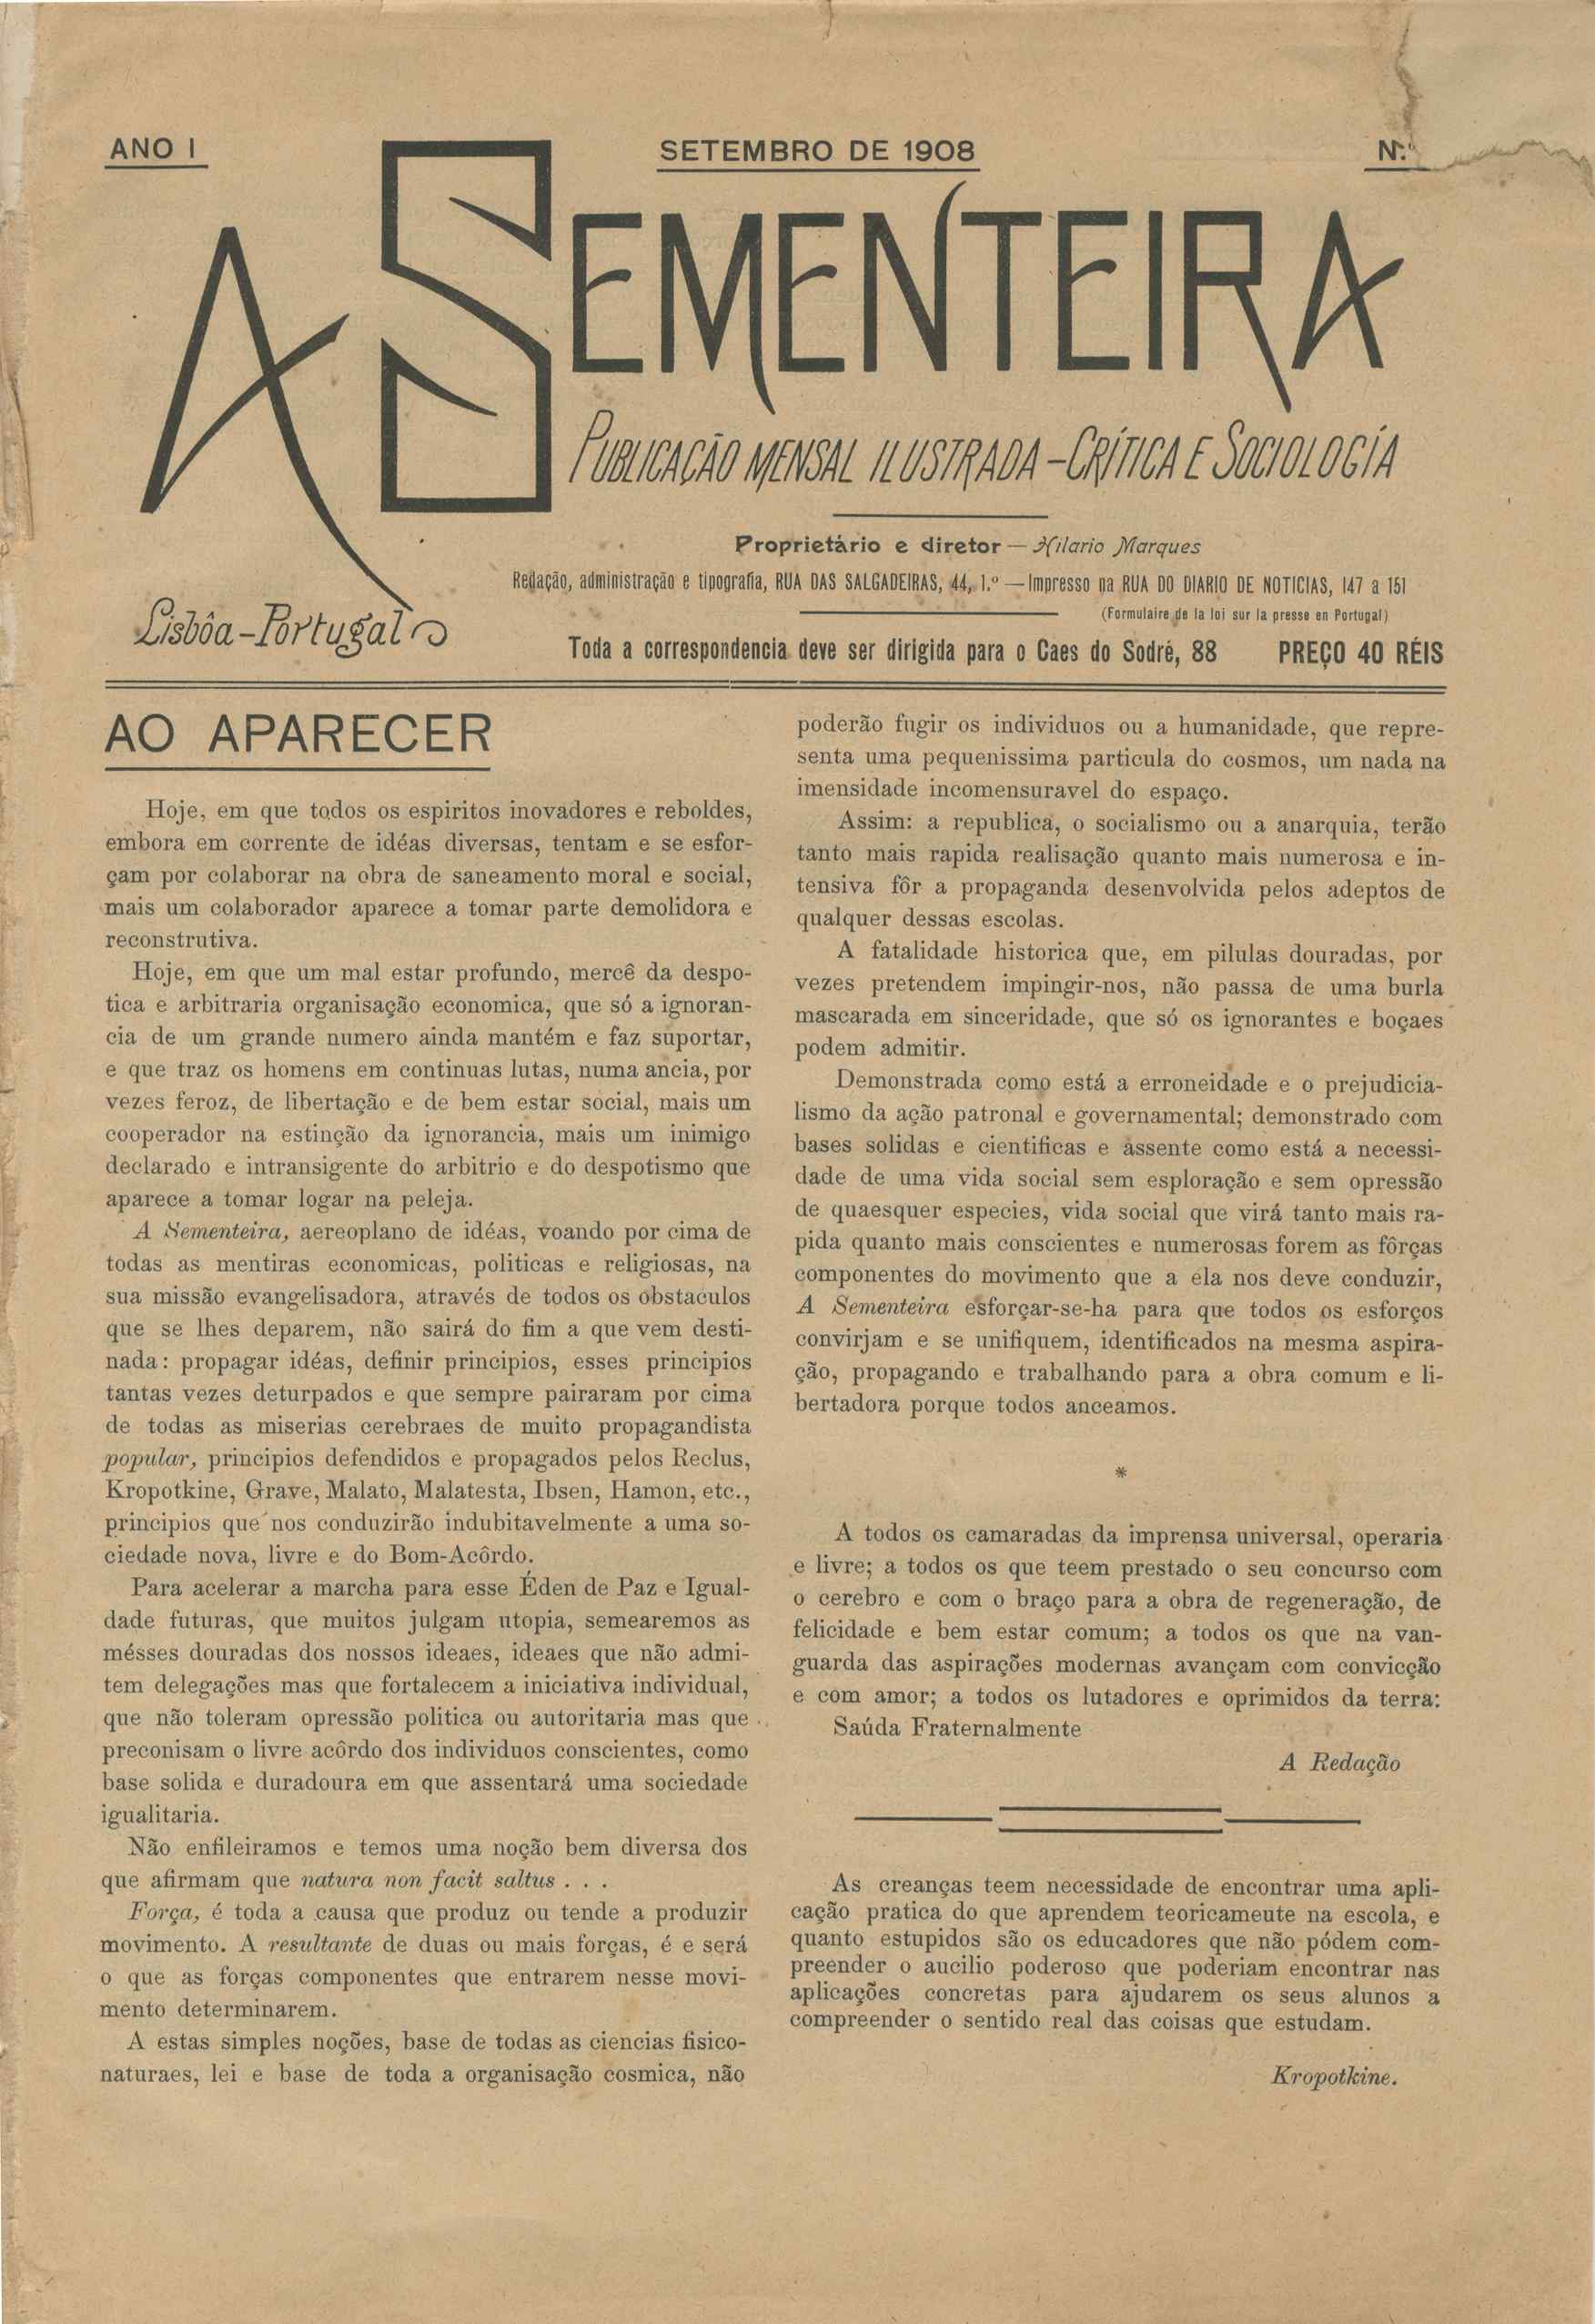 ANO I
SETEMBRO DE 1908
N.º
A SEMENTEIRA
PUBLICAÇÃO MENSAL ILUSTRADA - CRÍTICA E SOCIOLOGÍA
Proprietário e diretor — Hilario Marques
Redação, administração e tipografia, RUA DAS SALGADEIRAS, 44, 1.º — Impresso na RUA DO DIARIO DE NOTICIAS, 147 a 151
(Formulaire de la loi sur la presse en Portugal)
Lisbôa-Portugal
Toda a correspondencia deve ser dirigida para o Caes do Sodré, 88 PREÇO 40 RÉIS
AO APARECER
Hoje, em que todos os espiritos inovadores e reboldes,
embora em corrente de idéas diversas, tentam e se esfor-
çam por colaborar na obra de saneamento moral e social,
mais um colaborador aparece a tomar parte demolidora e
reconstrutiva.
Hoje, em que um mal estar profundo, mercê da despo-
tica e arbitraria organisação economica, que só a ignoran-
cia de um grande numero ainda mantém e faz suportar,
e que traz os homens em continuas lutas, numa ancia, por
vezes feroz, de libertação e de bem estar social, mais um
cooperador na estinção da ignorancia, mais um inimigo
declarado e intransigente do arbitrio e do despotismo que
aparece a tomar logar na peleja.
A Sementeira, aereoplano de idéas, voando por cima de
todas as mentiras economicas, politicas e religiosas, na
sua missão evangelisadora, através de todos os obstaculos
que se lhes deparem, não sairá do fim a que vem desti-
nada: propagar idéas, definir principios, esses principios
tantas vezes deturpados e que sempre pairaram por cima
de todas as miserias cerebraes de muito propagandista
popular, principios defendidos e propagados pelos Reclus,
Kropotkine, Grave, Malato, Malatesta, Ibsen, Hamon, etc.,
principios que nos conduzirão indubitavelmente a uma so-
ciedade nova, livre e do Bom-Acôrdo.
Para acelerar a marcha para esse Éden de Paz e Igual-
dade futuras, que muitos julgam utopia, semearemos as
mésses douradas dos nossos ideaes, ideaes que não admi-
tem delegações mas que fortalecem a iniciativa individual,
que não toleram opressão politica ou autoritaria mas que
preconisam o livre acôrdo dos individuos conscientes, como
base solida e duradoura em que assentará uma sociedade
igualitaria.
Não enfileiramos e temos uma noção bem diversa dos
que afirmam que natura non facit saltus . . .
Força, é toda a causa que produz ou tende a produzir
movimento. A resultante de duas ou mais forças, é e será
o que as forças componentes que entrarem nesse movi-
mento determinarem.
A estas simples noções, base de todas as ciencias fisico-
naturaes, lei e base de toda a organisação cosmica, não
poderão fugir os individuos ou a humanidade, que repre-
senta uma pequenissima particula do cosmos, um nada na
imensidade incomensuravel do espaço.
Assim: a republica, o socialismo ou a anarquia, terão
tanto mais rapida realisação quanto mais numerosa e in-
tensiva fôr a propaganda desenvolvida pelos adeptos de
qualquer dessas escolas.
A fatalidade historica que, em pilulas douradas, por
vezes pretendem impingir-nos, não passa de uma burla
mascarada em sinceridade, que só os ignorantes e boçaes
podem admitir.
Demonstrada como está a erroneidade e o prejudicia-
lismo da ação patronal e governamental; demonstrado com
bases solidas e cientificas e assente como está a necessi-
dade de uma vida social sem esploração e sem opressão
de quaesquer especies, vida social que virá tanto mais ra-
pida quanto mais conscientes e numerosas forem as fôrças
componentes do movimento que a ela nos deve conduzir,
A Sementeira esforçar-se-ha para que todos os esforços
convirjam e se unifiquem, identificados na mesma aspira-
ção, propagando e trabalhando para a obra comum e li-
bertadora porque todos anceamos.
*
A todos os camaradas da imprensa universal, operaria
e livre; a todos os que teem prestado o seu concurso com
o cerebro e com o braço para a obra de regeneração, de
felicidade e bem estar comum; a todos os que na van-
guarda das aspirações modernas avançam com convicção
e com amor; a todos os lutadores e oprimidos da terra:
Saúda Fraternalmente
A Redação
As creanças teem necessidade de encontrar uma apli-
cação pratica do que aprendem teoricameute na escola, e
quanto estupidos são os educadores que não pódem com-
preender o aucilio poderoso que poderiam encontrar nas
aplicações concretas para ajudarem os seus alunos a
compreender o sentido real das coisas que estudam.
Kropotkine.